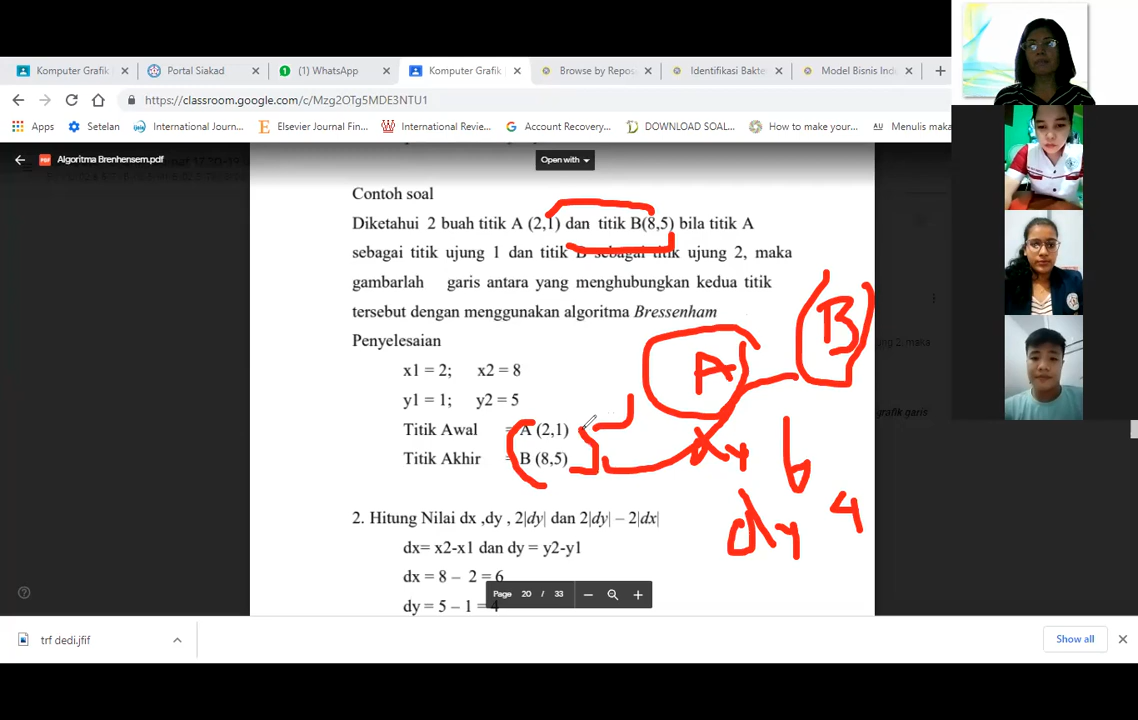 Komputer Grafik
Portal Siakad
(1) WhatsApp
Komputer Grafik
Browse by Repos
Identifikasi Bakte
Model Bisnis Ind
https://classroom.google.com/c/Mzg2OTg5MDE3NTU1
Apps
Setelan
International Journ...
Elsevier Journal Fin...
International Review...
Account Recovery...
DOWNLOAD SOAL...
How to make your...
Menulis maka
PDF Algoritma Brenhensem.pdf
Open with
Contoh soal
Diketahui 2 buah titik A (2,1) dan titik B(8,5) bila titik A
sebagai titik ujung 1 dan titik B sebagai titik ujung 2, maka
gambarlah garis antara yang menghubungkan kedua titik
tersebut dengan menggunakan algoritma Bressenham
Penyelesaian
x1 = 2; x2 = 8
y1 = 1; y2 = 5
Titik Awal = A (2,1)
Titik Akhir = B (8,5)
A
B
dy 4
2. Hitung Nilai dx ,dy , 2|dy| dan 2|dy| – 2|dx|
dx= x2-x1 dan dy = y2-y1
dx = 8 – 2 = 6
dy = 5 – 1 = 4
Page 20 / 33
trf dedi.jfif
Show all